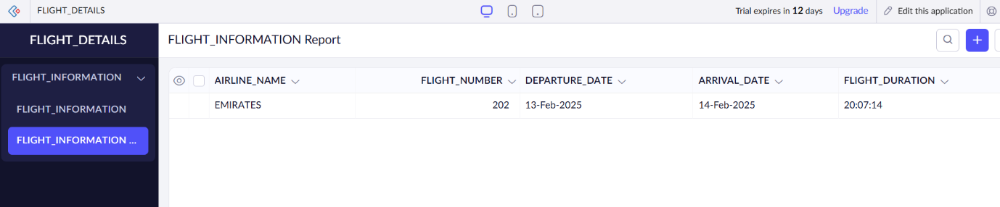 FLIGHT_DETAILS
Trial expires in 12 days Upgrade Edit this application
FLIGHT_DETAILS
FLIGHT_INFORMATION Report
FLIGHT_INFORMATION
FLIGHT_INFORMATION
FLIGHT_INFORMATION ...
AIRLINE_NAME FLIGHT_NUMBER DEPARTURE_DATE ARRIVAL_DATE FLIGHT_DURATION
EMIRATES 202 13-Feb-2025 14-Feb-2025 20:07:14